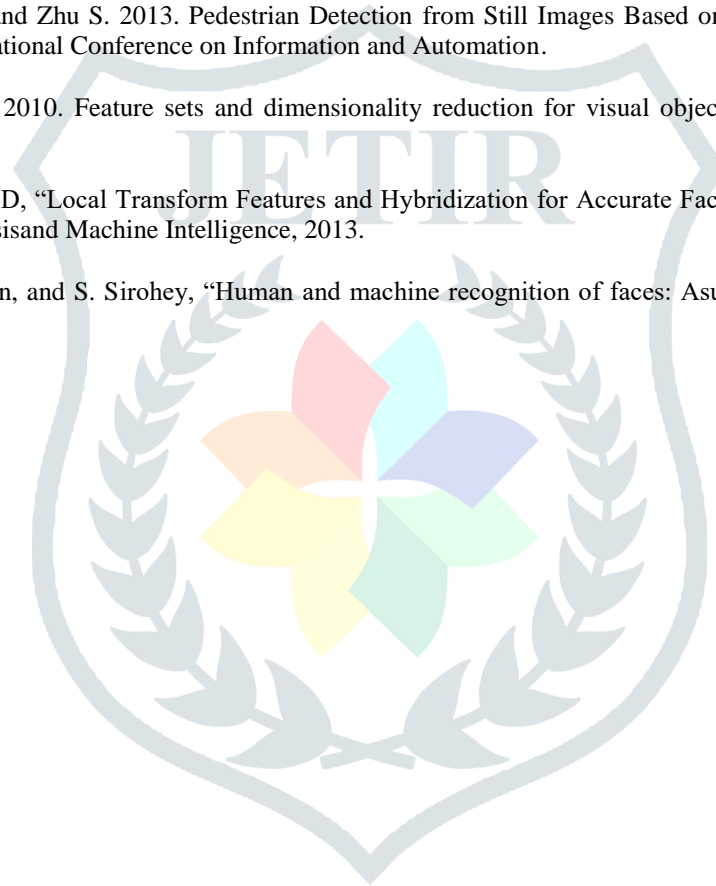 and Zhu S. 2013. Pedestrian Detection from Still Images Based on
ational Conference on Information and Automation.
2010. Feature sets and dimensionality reduction for visual objec
JETIR
D, “Local Transform Features and Hybridization for Accurate Fac
sisand Machine Intelligence, 2013.
n, and S. Sirohey, “Human and machine recognition of faces: Asu